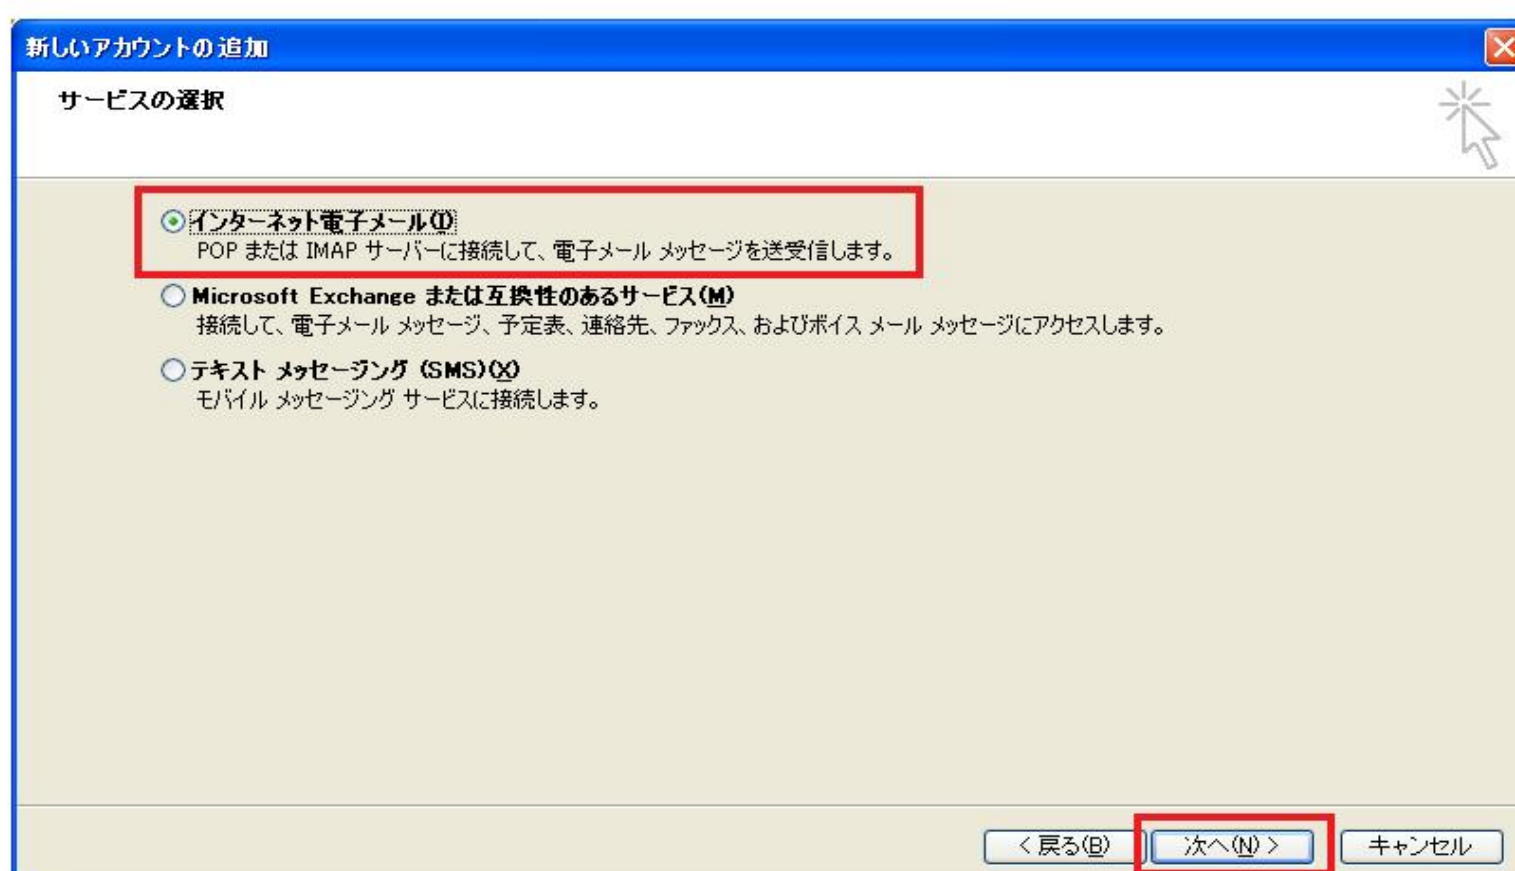 新しいアカウントの追加
サービスの選択
インターネット電子メール(I)
POP または IMAP サーバーに接続して、電子メール メッセージを送受信します。
Microsoft Exchange または互換性のあるサービス(M)
接続して、電子メール メッセージ、予定表、連絡先、ファックス、およびボイス メール メッセージにアクセスします。
テキスト メッセージング (SMS)(X)
モバイル メッセージング サービスに接続します。
< 戻る(B) 次へ(N) > キャンセル